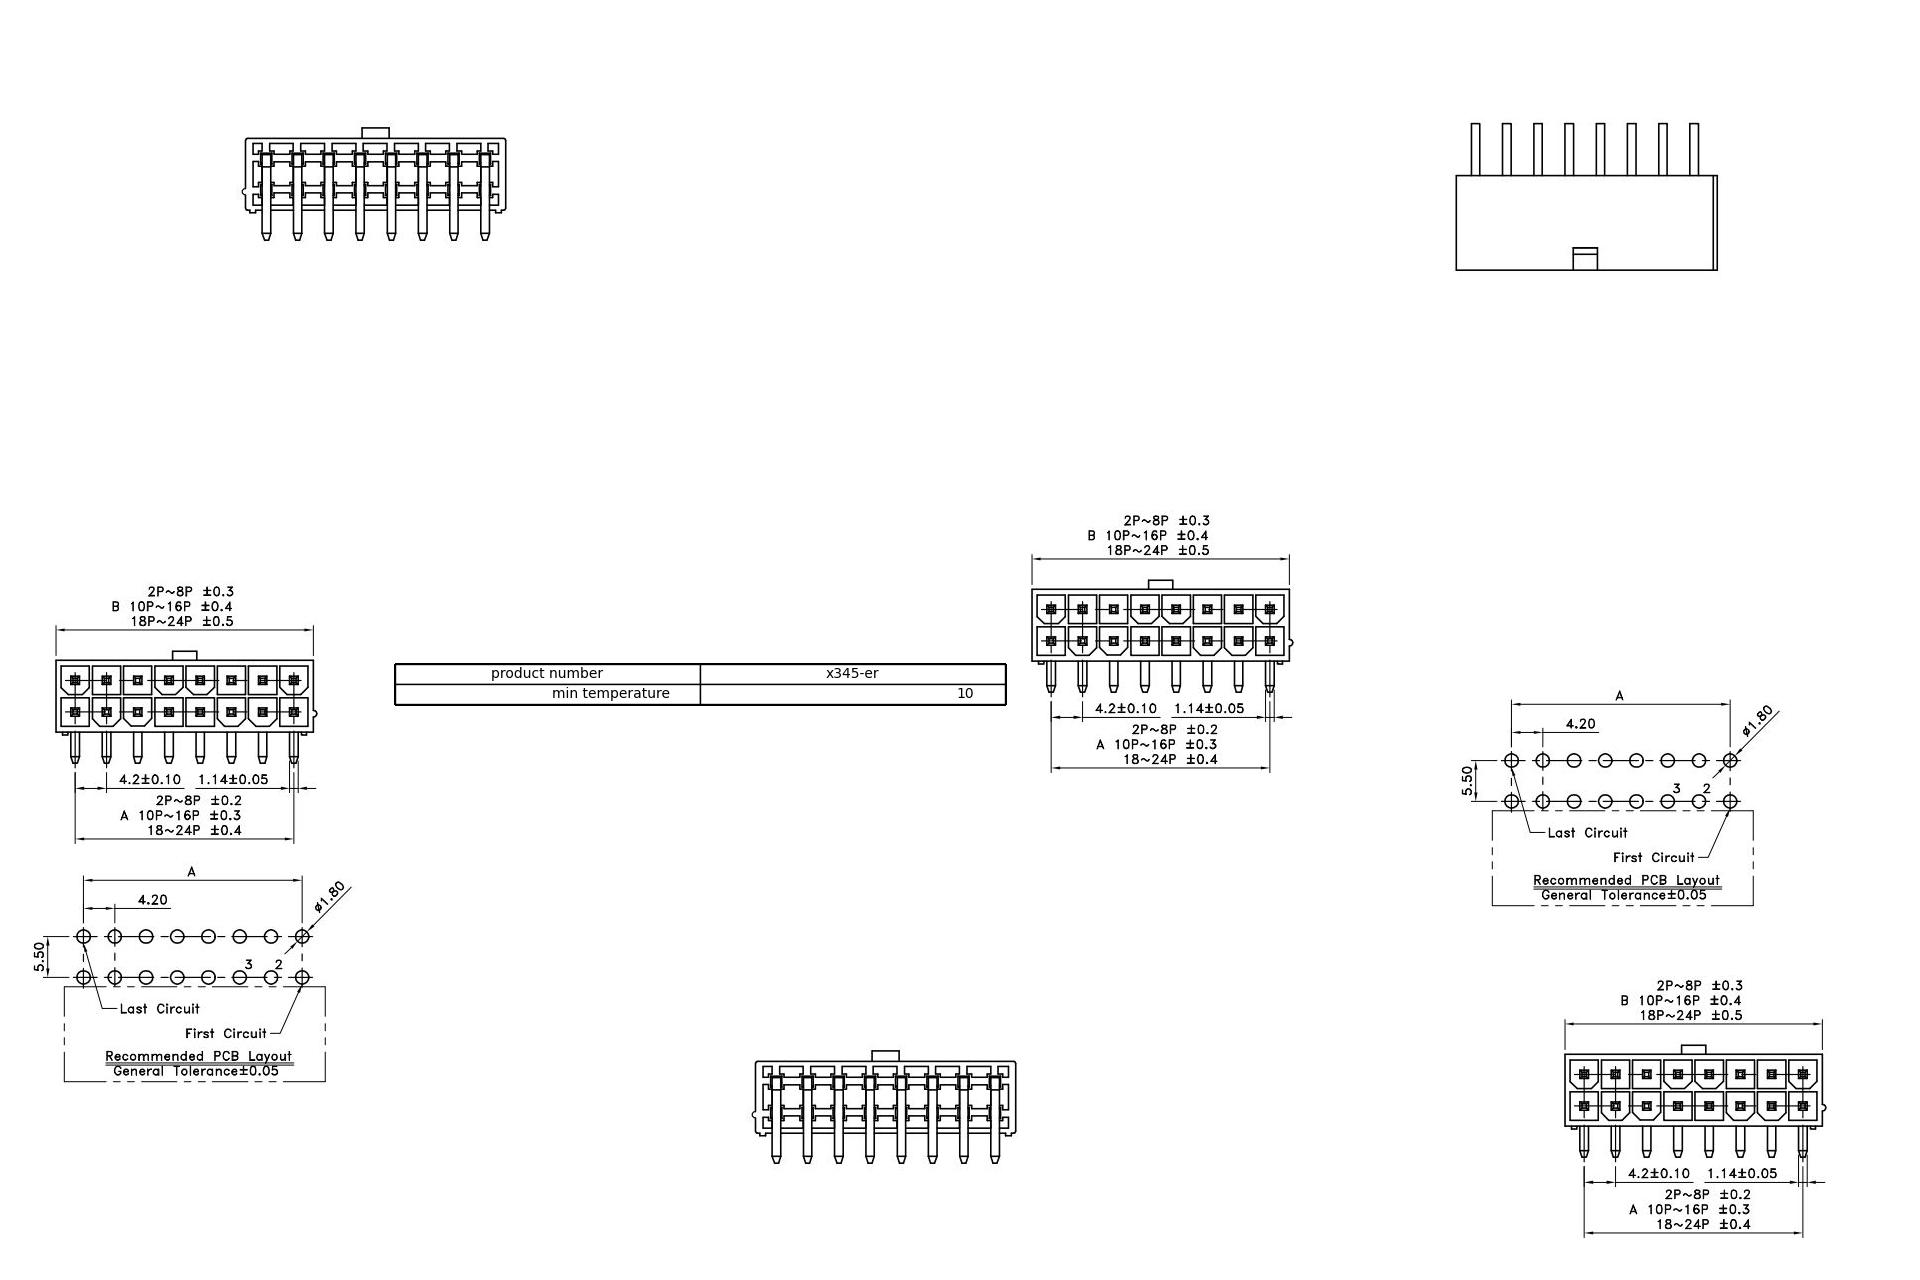 2P~8P ±0.3
B 10P~16P ±0.4
18P~24P ±0.5
4.2±0.10 1.14±0.05
2P~8P ±0.2
A 10P~16P ±0.3
18~24P ±0.4
2P~8P ±0.3
B 10P~16P ±0.4
18P~24P ±0.5
product number x345-er
min temperature 10
4.2±0.10 1.14±0.05
2P~8P ±0.2
A 10P~16P ±0.3
18~24P ±0.4
A
4.20
ø1.80
5.50
3 2
Last Circuit
First Circuit
Recommended PCB Layout
General Tolerance±0.05
A
4.20
ø1.80
5.50
3 2
Last Circuit
First Circuit
Recommended PCB Layout
General Tolerance±0.05
2P~8P ±0.3
B 10P~16P ±0.4
18P~24P ±0.5
4.2±0.10 1.14±0.05
2P~8P ±0.2
A 10P~16P ±0.3
18~24P ±0.4